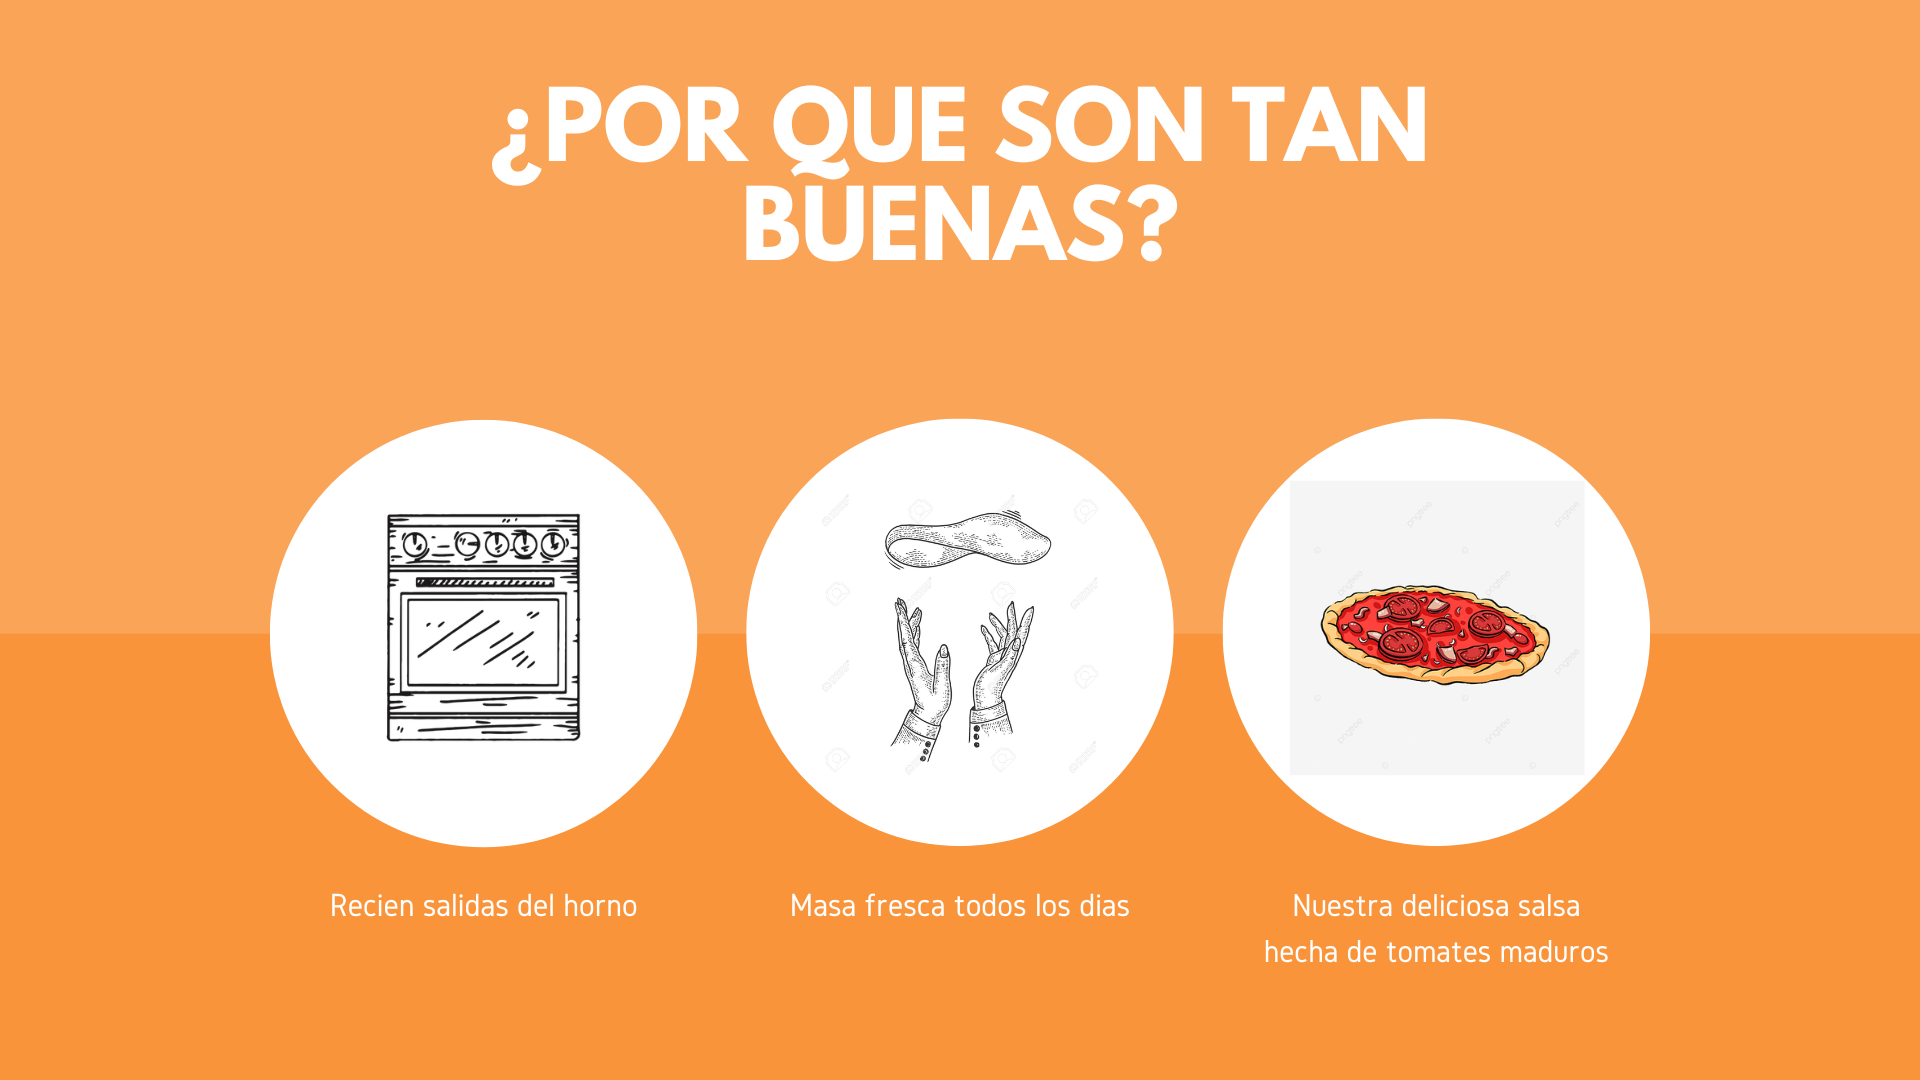 ¿POR QUE SON TAN
BUENAS?
Recien salidas del horno
Masa fresca todos los dias
Nuestra deliciosa salsa
hecha de tomates maduros